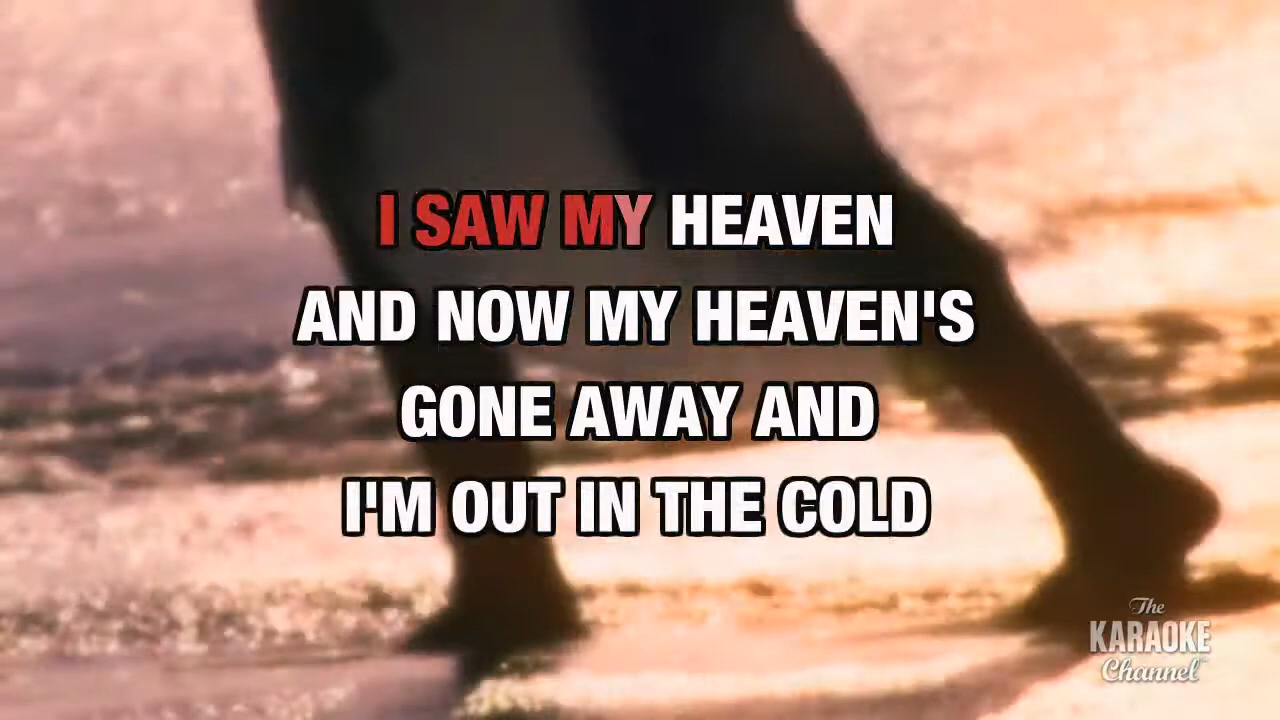 I SAW MY HEAVEN
AND NOW MY HEAVEN'S
GONE AWAY AND
I'M OUT IN THE COLD
The
KARAOKE
Channel